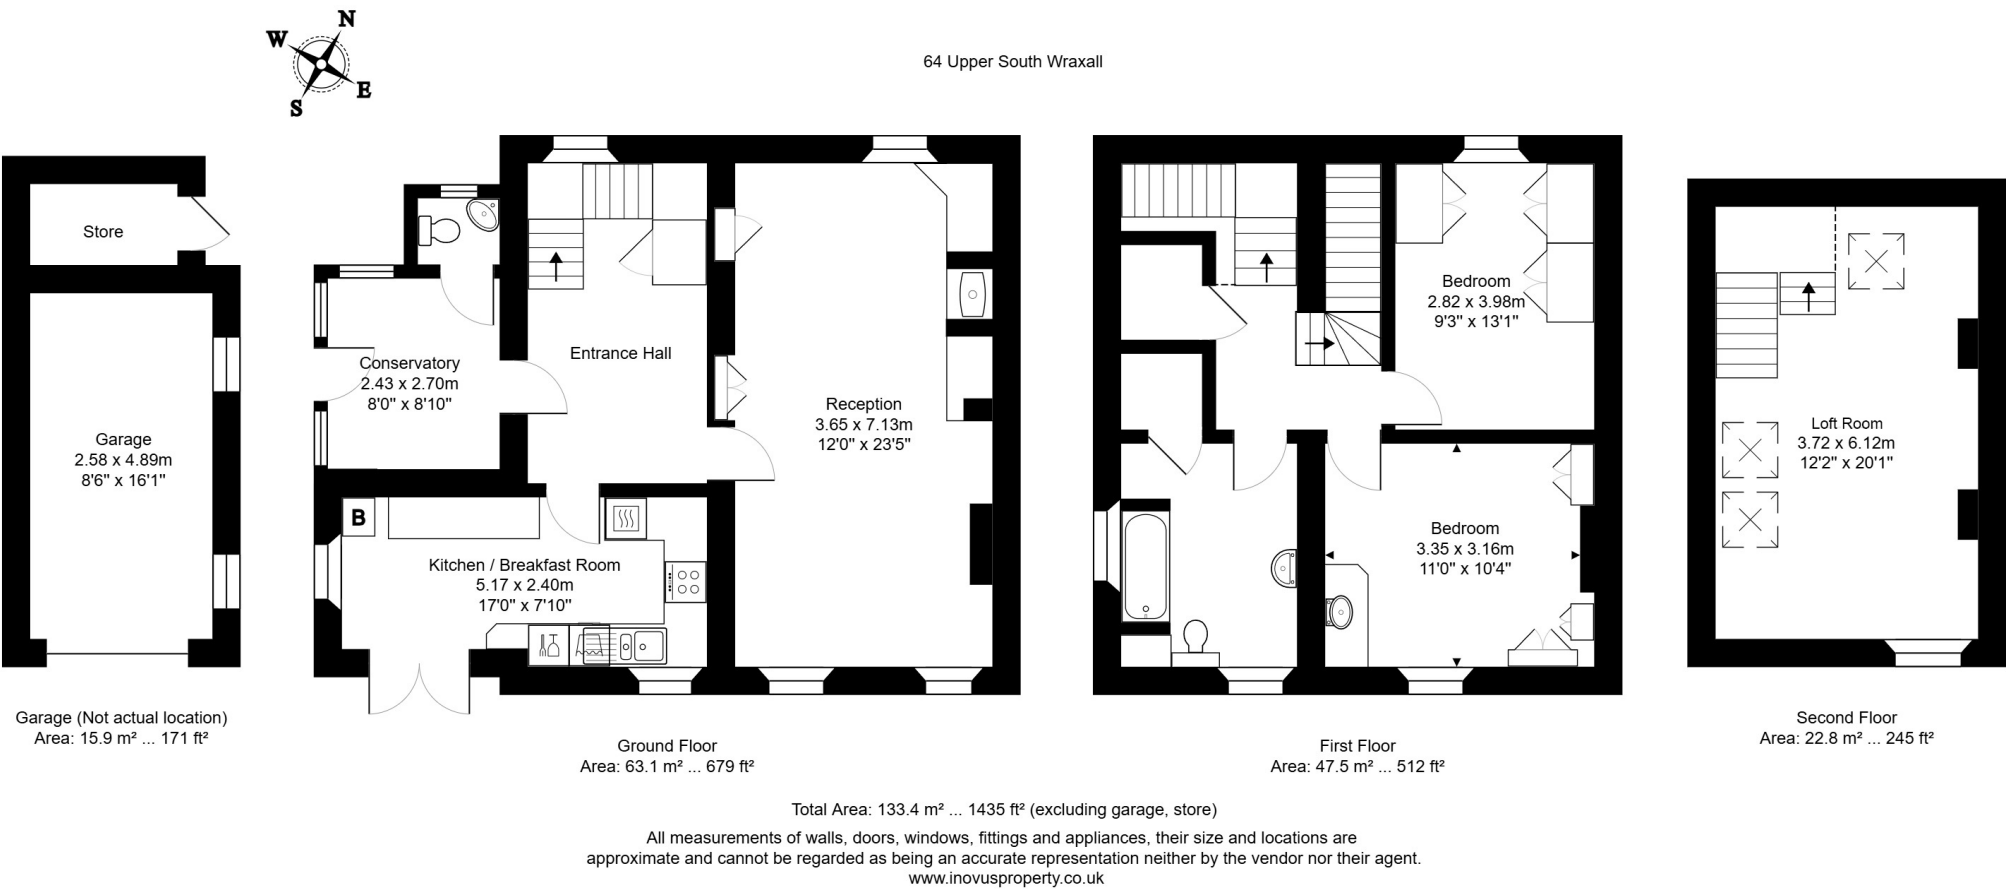 N
W
E
S
64 Upper South Wraxall
Store
Garage
2.58 x 4.89m
8'6" x 16'1"
Garage (Not actual location)
Area: 15.9 m² ... 171 ft²
Conservatory
2.43 x 2.70m
8'0" x 8'10"
Entrance Hall
Reception
3.65 x 7.13m
12'0" x 23'5"
B
Kitchen / Breakfast Room
5.17 x 2.40m
17'0" x 7'10"
Ground Floor
Area: 63.1 m² ... 679 ft²
Bedroom
2.82 x 3.98m
9'3" x 13'1"
Bedroom
3.35 x 3.16m
11'0" x 10'4"
First Floor
Area: 47.5 m² ... 512 ft²
Loft Room
3.72 x 6.12m
12'2" x 20'1"
Second Floor
Area: 22.8 m² ... 245 ft²
Total Area: 133.4 m² ... 1435 ft² (excluding garage, store)
All measurements of walls, doors, windows, fittings and appliances, their size and locations are
approximate and cannot be regarded as being an accurate representation neither by the vendor nor their agent.
www.inovusproperty.co.uk